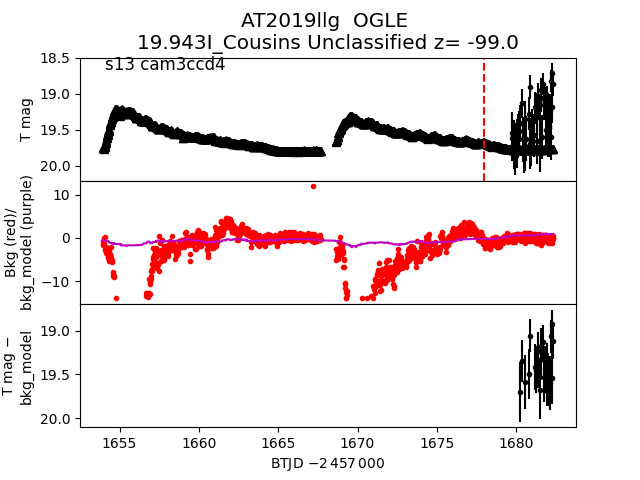 AT2019llg  OGLE
19.943I_Cousins Unclassified z= -99.0
s13 cam3ccd4
T mag
18.5
19.0
19.5
20.0
Bkg (red)/
bkg_model (purple)
10
0
−10
T mag −
bkg_model
19.0
19.5
20.0
1655 1660 1665 1670 1675 1680
BTJD −2 457 000